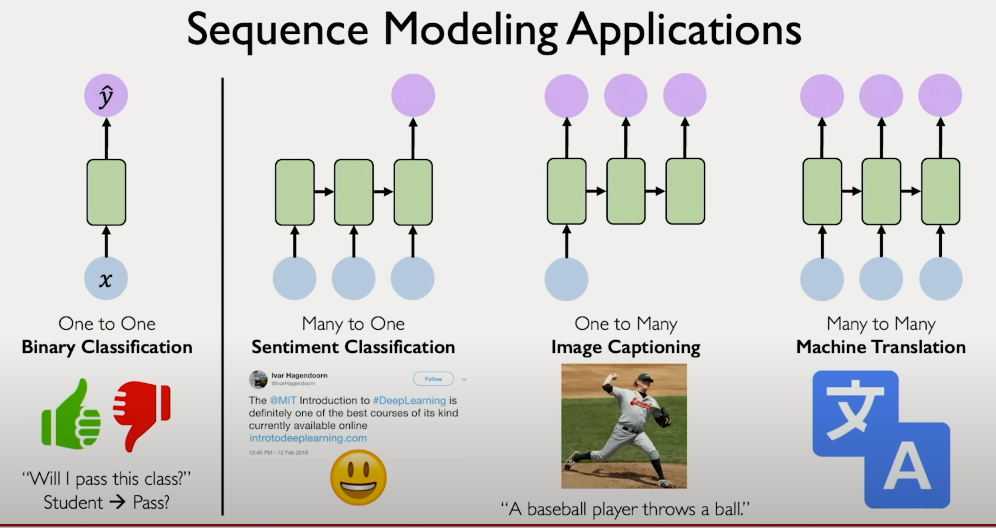 Sequence Modeling Applications
ŷ
x
One to One
Binary Classification
"Will I pass this class?"
Student → Pass?
Many to One
Sentiment Classification
Ivar Hagendoorn
@IvarHagendoorn
Follow
The @MIT Introduction to #DeepLearning is
definitely one of the best courses of its kind
currently available online
introtodeeplearning.com
12:45 PM - 12 Feb 2018
One to Many
Image Captioning
"A baseball player throws a ball."
Many to Many
Machine Translation
文
A